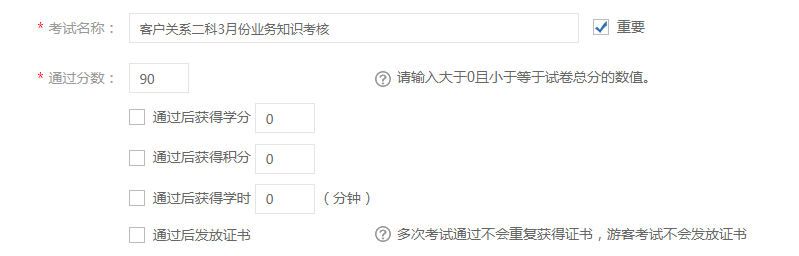 * 考试名称： 客户关系二科3月份业务知识考核 重要
* 通过分数： 90 请输入大于0且小于等于试卷总分的数值。
通过后获得学分 0
通过后获得积分 0
通过后获得学时 0 （分钟）
通过后发放证书 多次考试通过不会重复获得证书，游客考试不会发放证书